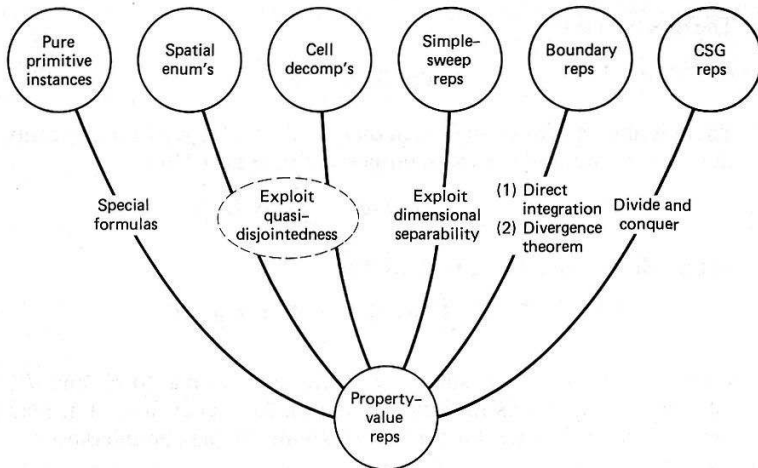 Pure
primitive
instances
Spatial
enum's
Cell
decomp's
Simple-
sweep
reps
Boundary
reps
CSG
reps
Special
formulas
Exploit
quasi-
disjointedness
Exploit
dimensional
separability
(1) Direct
integration
(2) Divergence
theorem
Divide and
conquer
Property-
value
reps